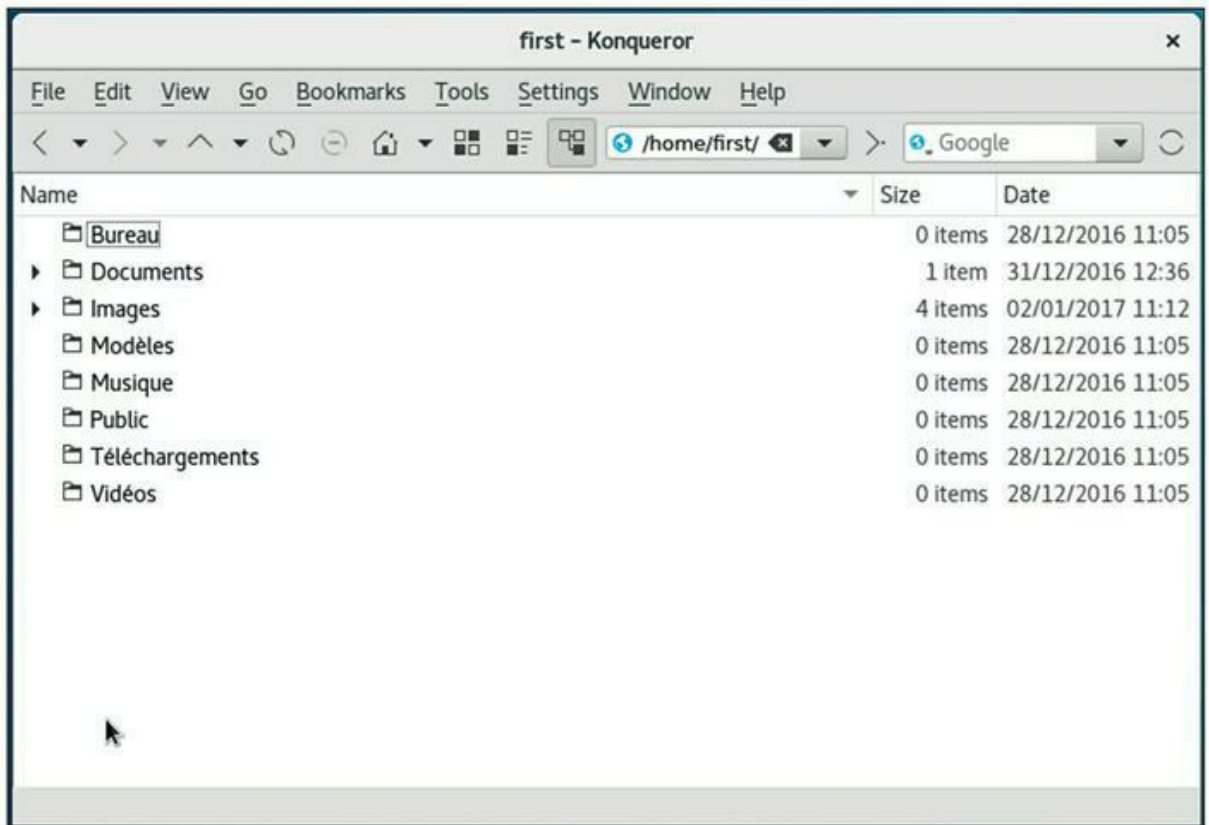 first – Konqueror
File Edit View Go Bookmarks Tools Settings Window Help
/home/first/ Google
Name Size Date
Bureau 0 items 28/12/2016 11:05
Documents 1 item 31/12/2016 12:36
Images 4 items 02/01/2017 11:12
Modèles 0 items 28/12/2016 11:05
Musique 0 items 28/12/2016 11:05
Public 0 items 28/12/2016 11:05
Téléchargements 0 items 28/12/2016 11:05
Vidéos 0 items 28/12/2016 11:05